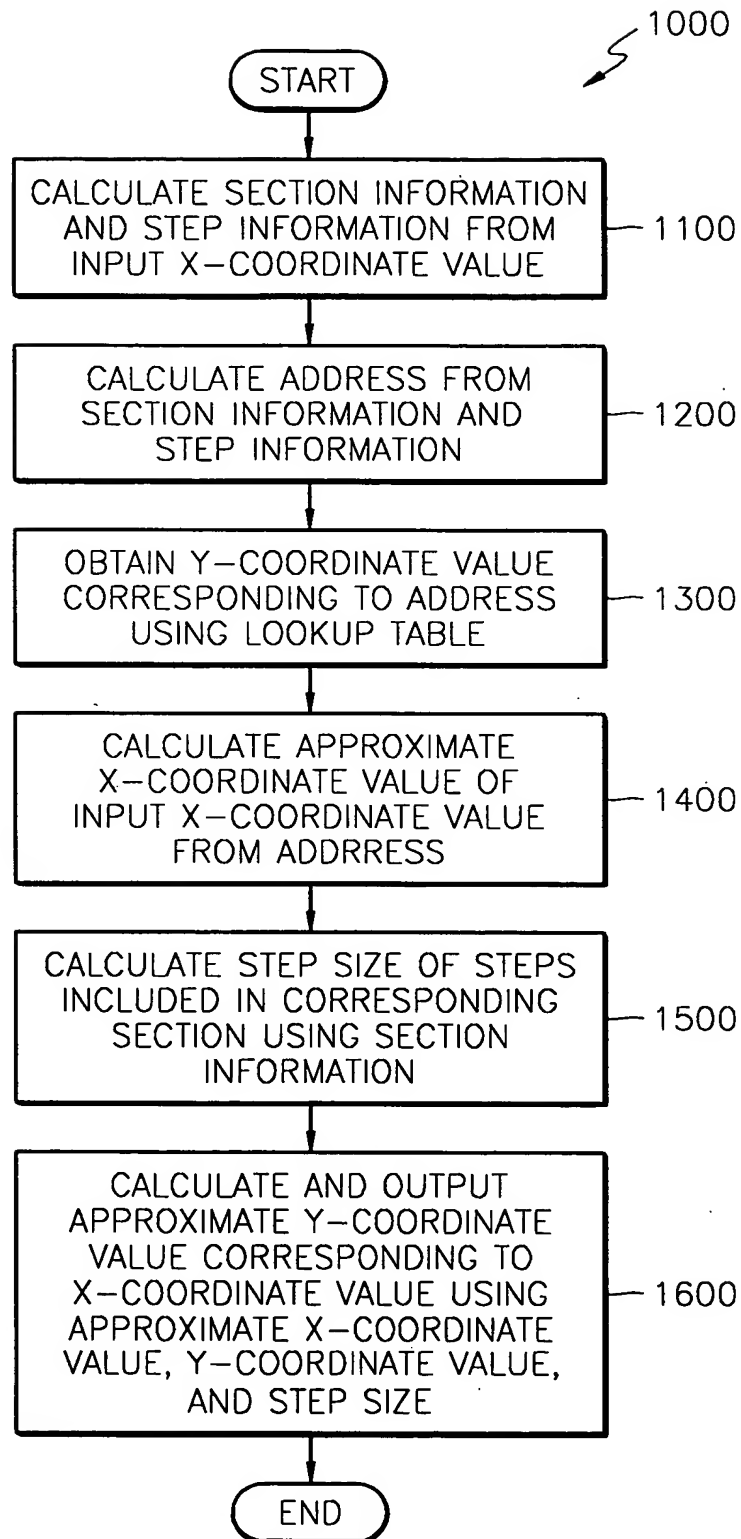 1000
START
CALCULATE SECTION INFORMATION
AND STEP INFORMATION FROM
INPUT X-COORDINATE VALUE
1100
CALCULATE ADDRESS FROM
SECTION INFORMATION AND
STEP INFORMATION
1200
OBTAIN Y-COORDINATE VALUE
CORRESPONDING TO ADDRESS
USING LOOKUP TABLE
1300
CALCULATE APPROXIMATE
X-COORDINATE VALUE OF
INPUT X-COORDINATE VALUE
FROM ADDRRESS
1400
CALCULATE STEP SIZE OF STEPS
INCLUDED IN CORRESPONDING
SECTION USING SECTION
INFORMATION
1500
CALCULATE AND OUTPUT
APPROXIMATE Y-COORDINATE
VALUE CORRESPONDING TO
X-COORDINATE VALUE USING
APPROXIMATE X-COORDINATE
VALUE, Y-COORDINATE VALUE,
AND STEP SIZE
1600
END